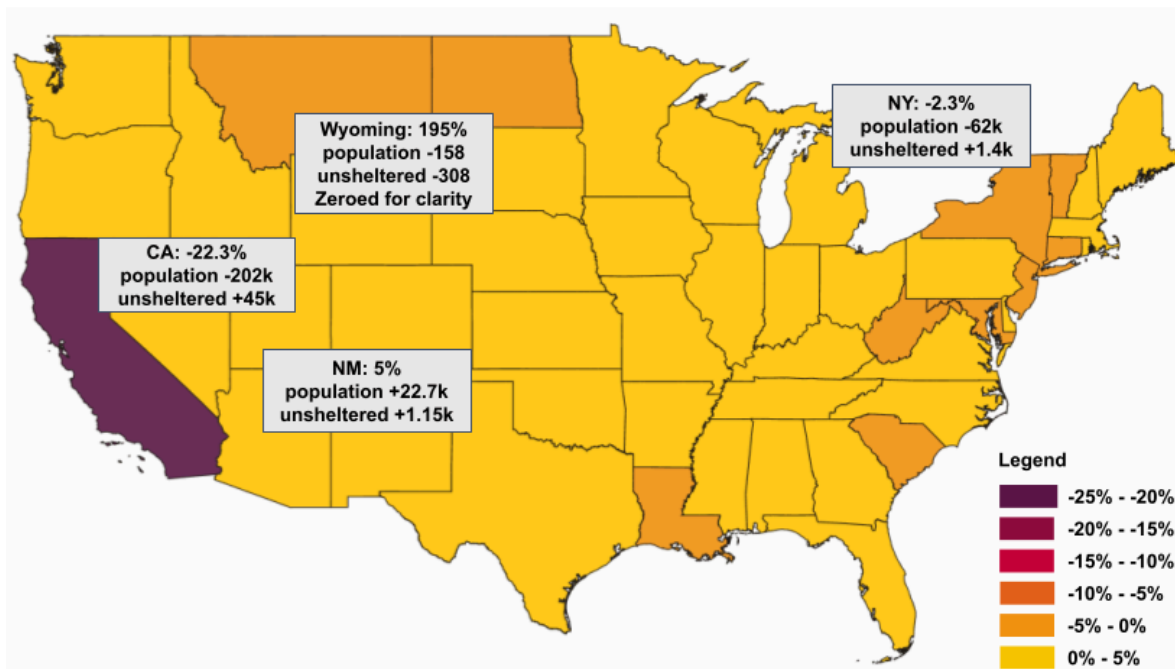 Wyoming: 195%
population -158
unsheltered -308
Zeroed for clarity
NY: -2.3%
population -62k
unsheltered +1.4k
CA: -22.3%
population -202k
unsheltered +45k
NM: 5%
population +22.7k
unsheltered +1.15k
Legend
-25% - -20%
-20% - -15%
-15% - -10%
-10% - -5%
-5% - 0%
0% - 5%